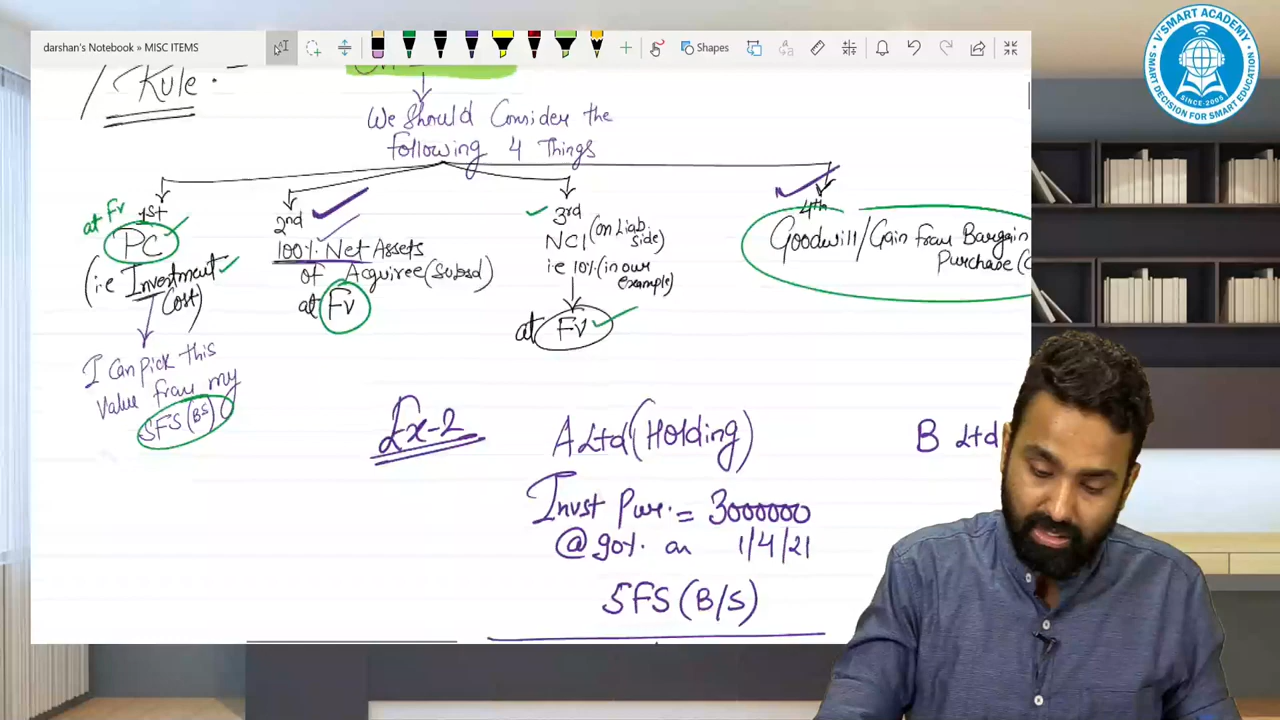 darshan's Notebook » MISC ITEMS
Shapes
V'SMART ACADEMY
SINCE-2005
SMART DECISION FOR SMART EDUCATION
Rule:-
We Should Consider the
following 4 Things
at Fv
1st
PC
(i.e Investment
Cost)
I Can pick this
value from my
SFS (BS)
2nd
100% Net Assets
of Acquiree (Subsd)
at Fv
3rd
NCI (on Liab. side)
i.e 10% (in our example)
at Fv
4th
Goodwill/Gain from Bargain
Purchase (
Ex-2
A Ltd (Holding)
B Ltd
Invst Pur. = 3000000
@ 90% on 1/4/21
SFS (B/S)